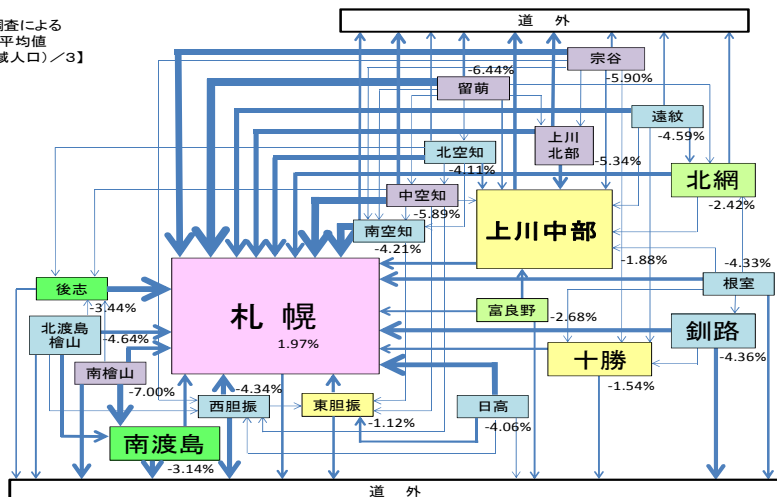 道 外
調査による
平均値
域人口）／3】
宗谷
-5.90%
-6.44%
留萌
遠紋
-4.59%
北空知
-4.11%
上川
北部
-5.34%
北網
-2.42%
中空知
-5.89%
南空知
-4.21%
上川中部
-1.88%
後志
-3.44%
札 幌
1.97%
根室
-4.33%
富良野
-2.68%
釧路
-4.36%
北渡島
檜山
-4.64%
南檜山
-7.00%
十勝
-1.54%
西胆振
-4.34%
東胆振
-1.12%
日高
-4.06%
南渡島
-3.14%
道 外